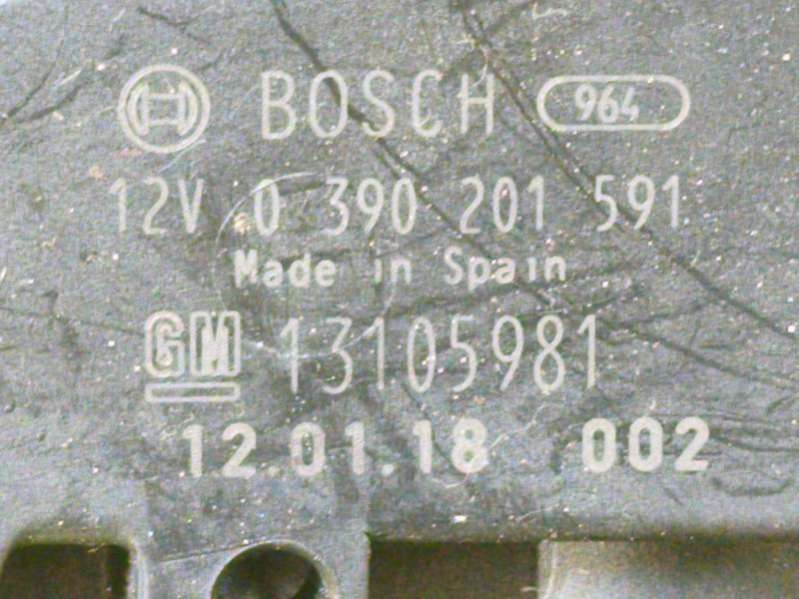 BOSCH 964
12V 0 390 201 591
Made in Spain
GM 13105981
12.01.18 002